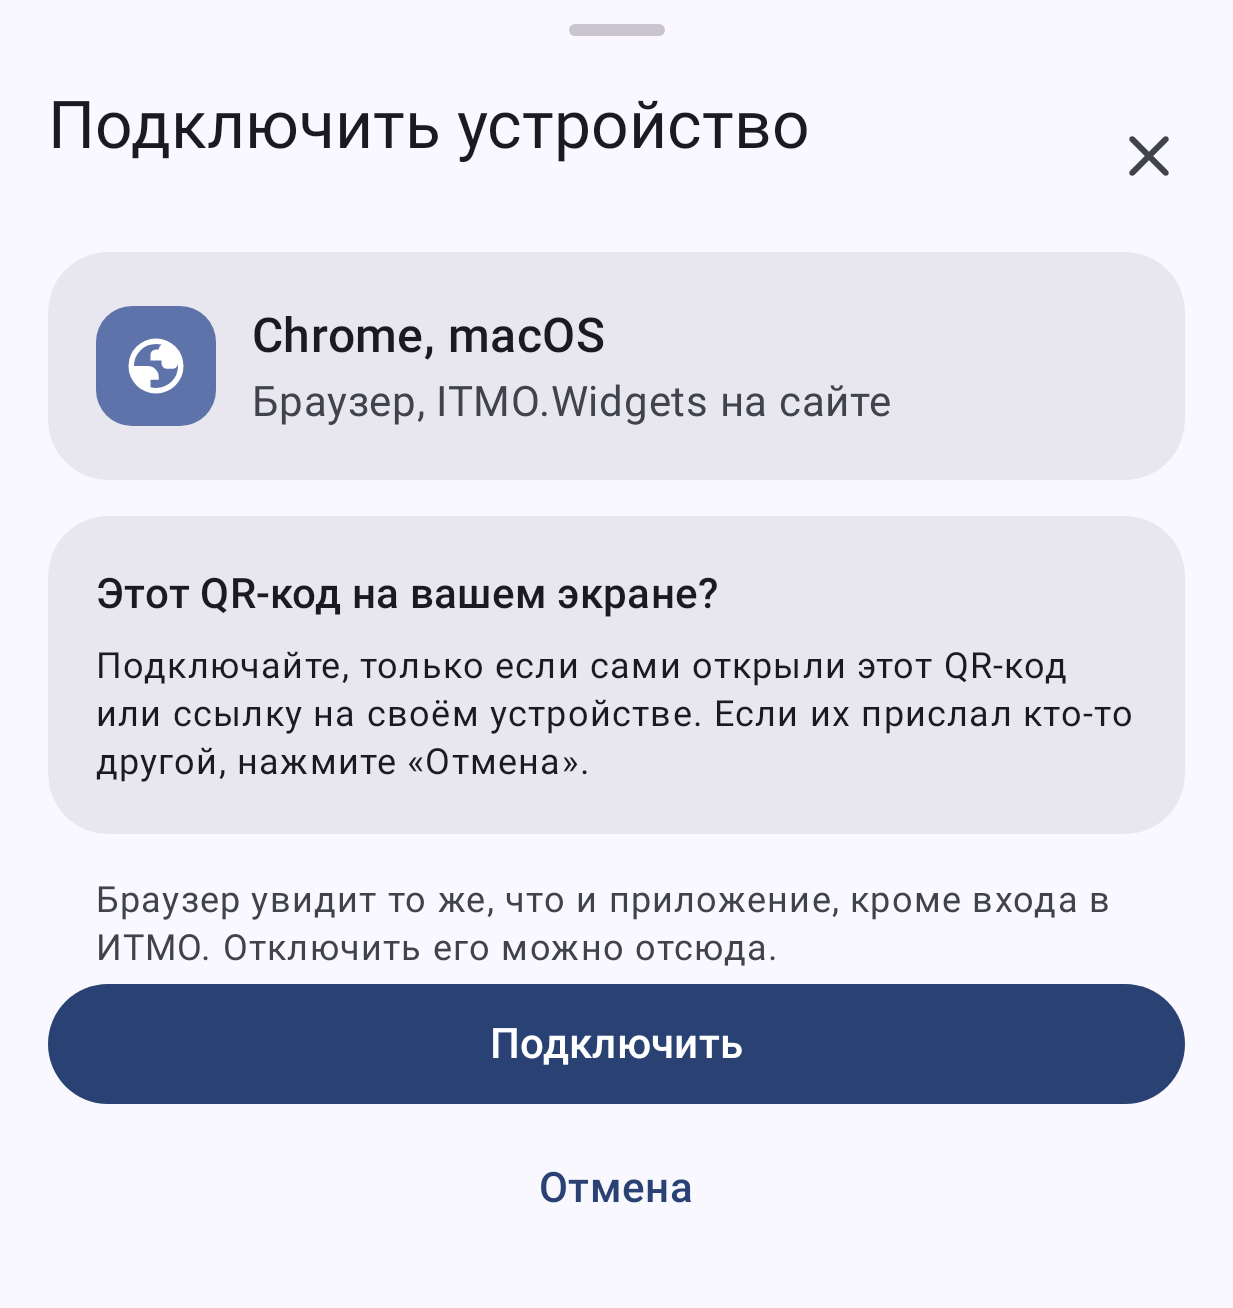 Подключить устройство
Chrome, macOS
Браузер, ITMO.Widgets на сайте
Этот QR-код на вашем экране?
Подключайте, только если сами открыли этот QR-код
или ссылку на своём устройстве. Если их прислал кто-то
другой, нажмите «Отмена».
Браузер увидит то же, что и приложение, кроме входа в
ИТМО. Отключить его можно отсюда.
Подключить
Отмена